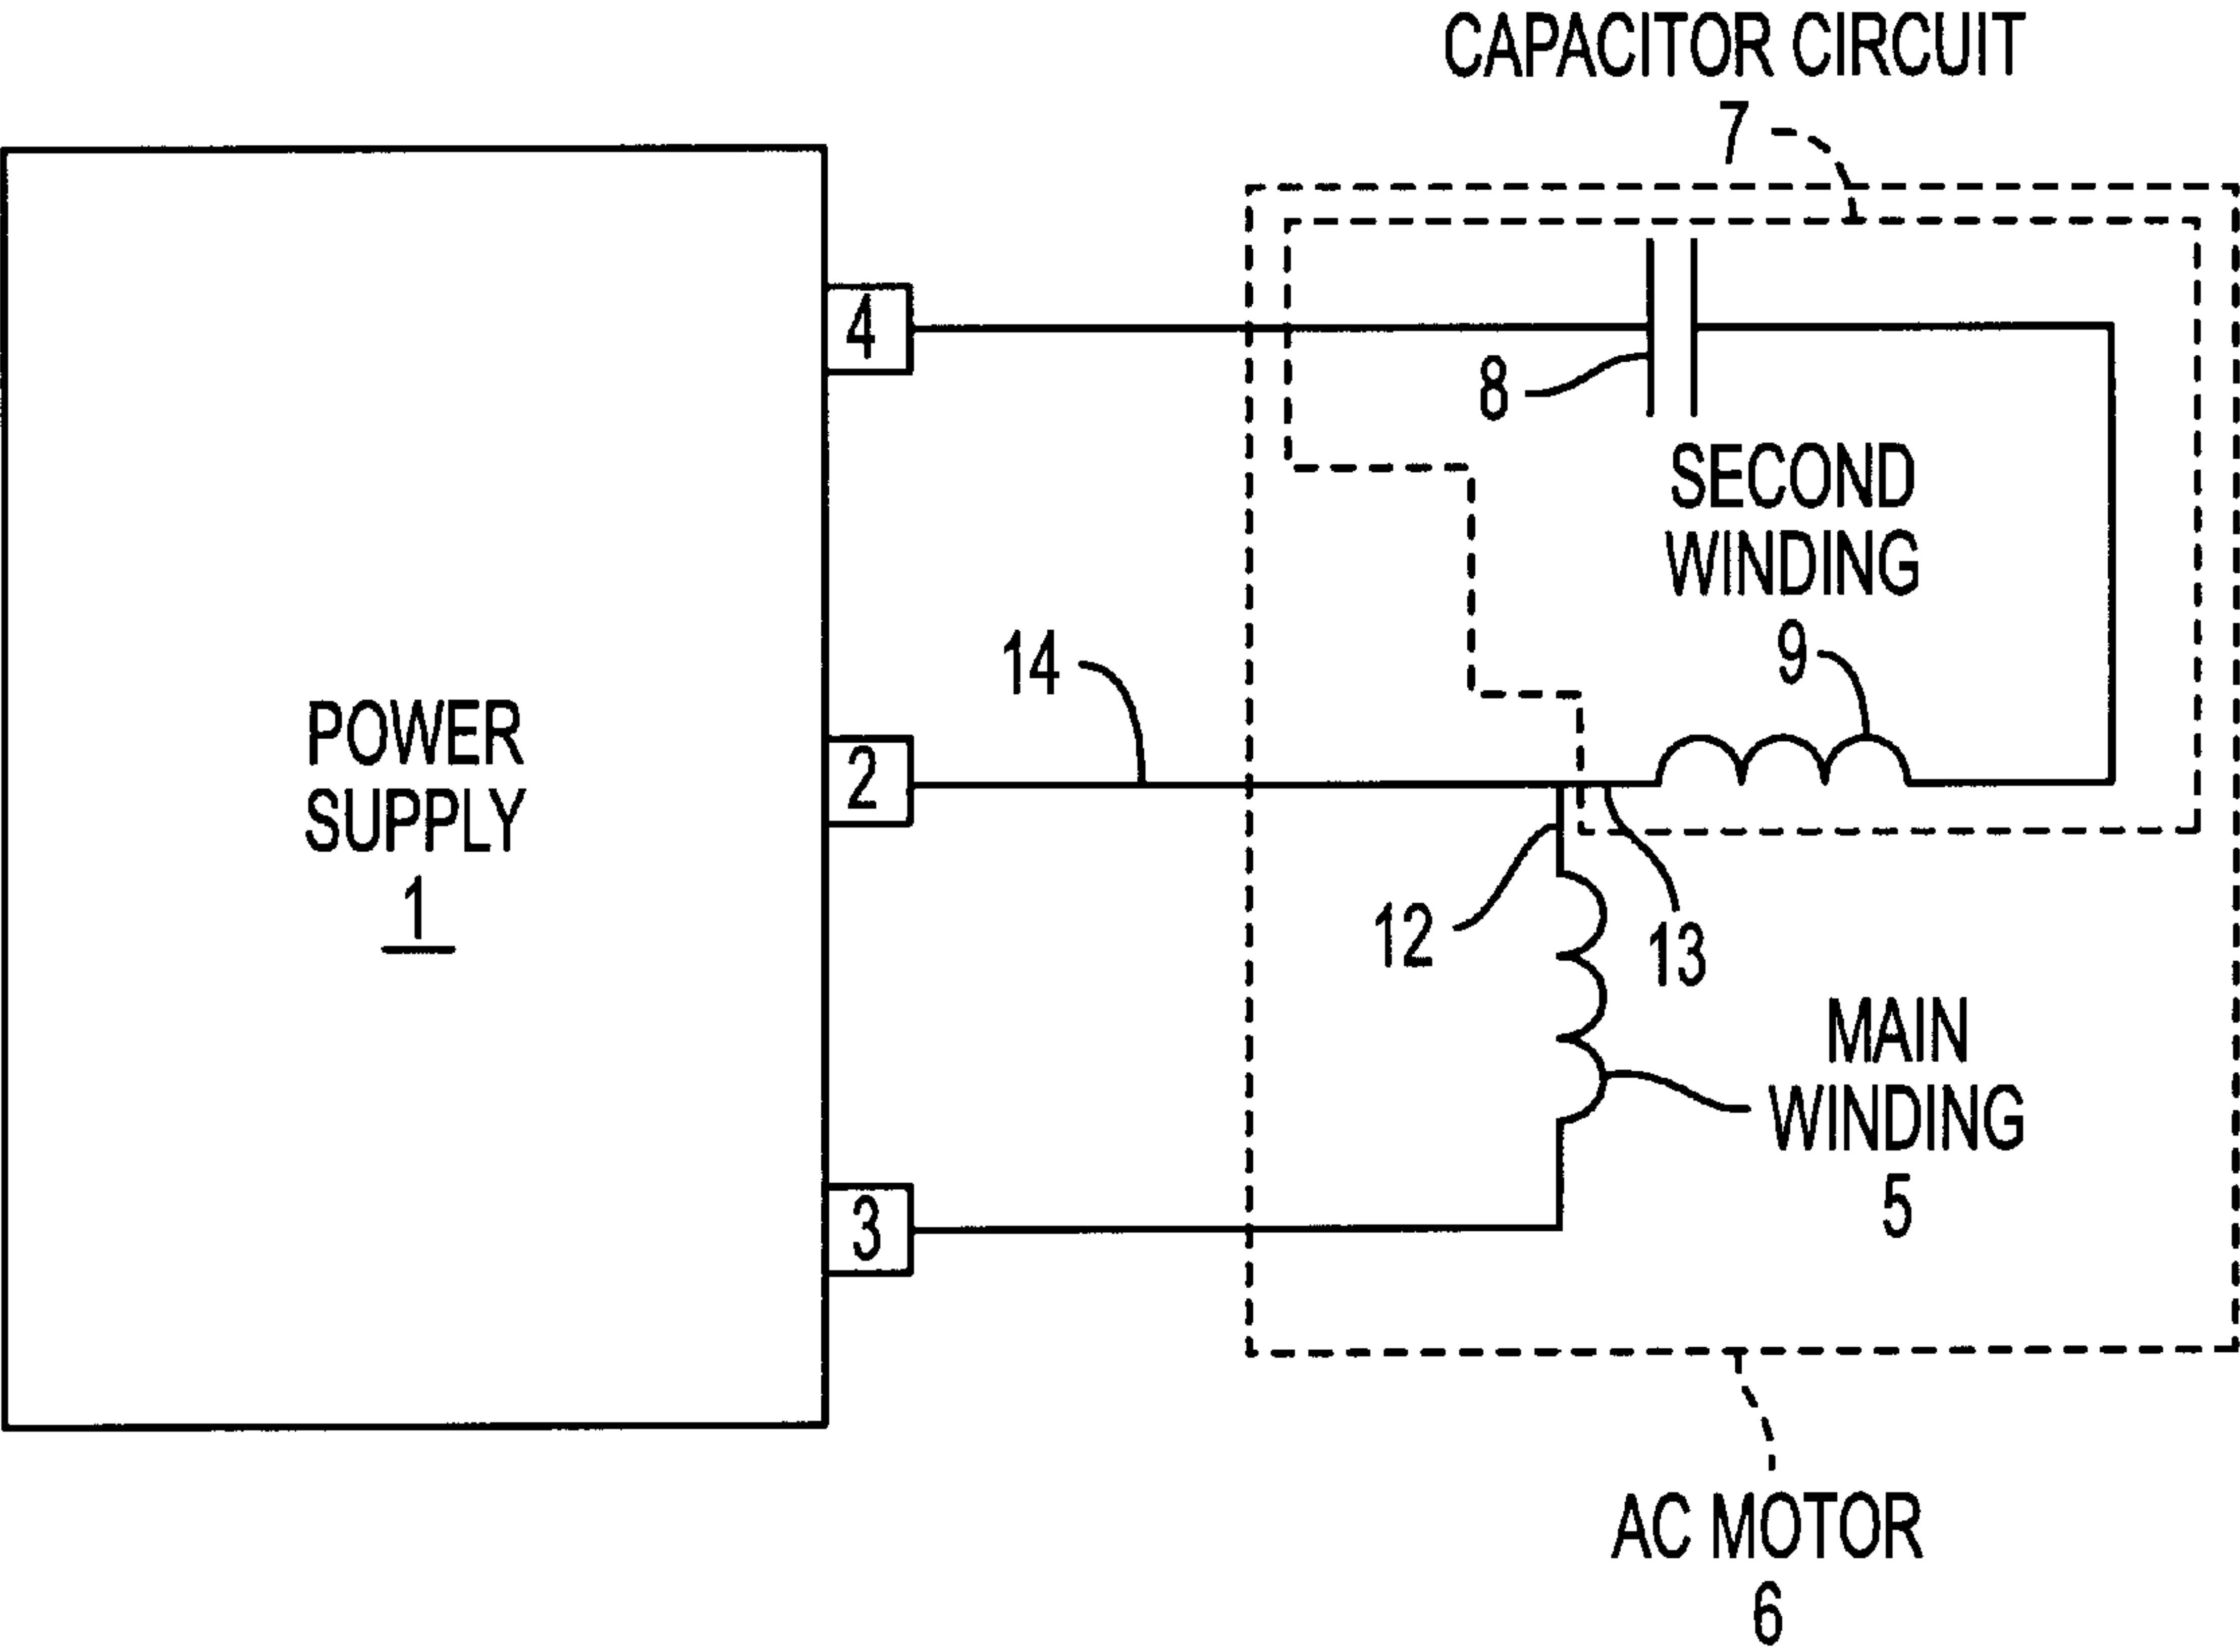 CAPACITOR CIRCUIT
7
4
8
SECOND
WINDING
9
14
POWER
SUPPLY
1
2
12
13
MAIN
WINDING
5
3
AC MOTOR
6